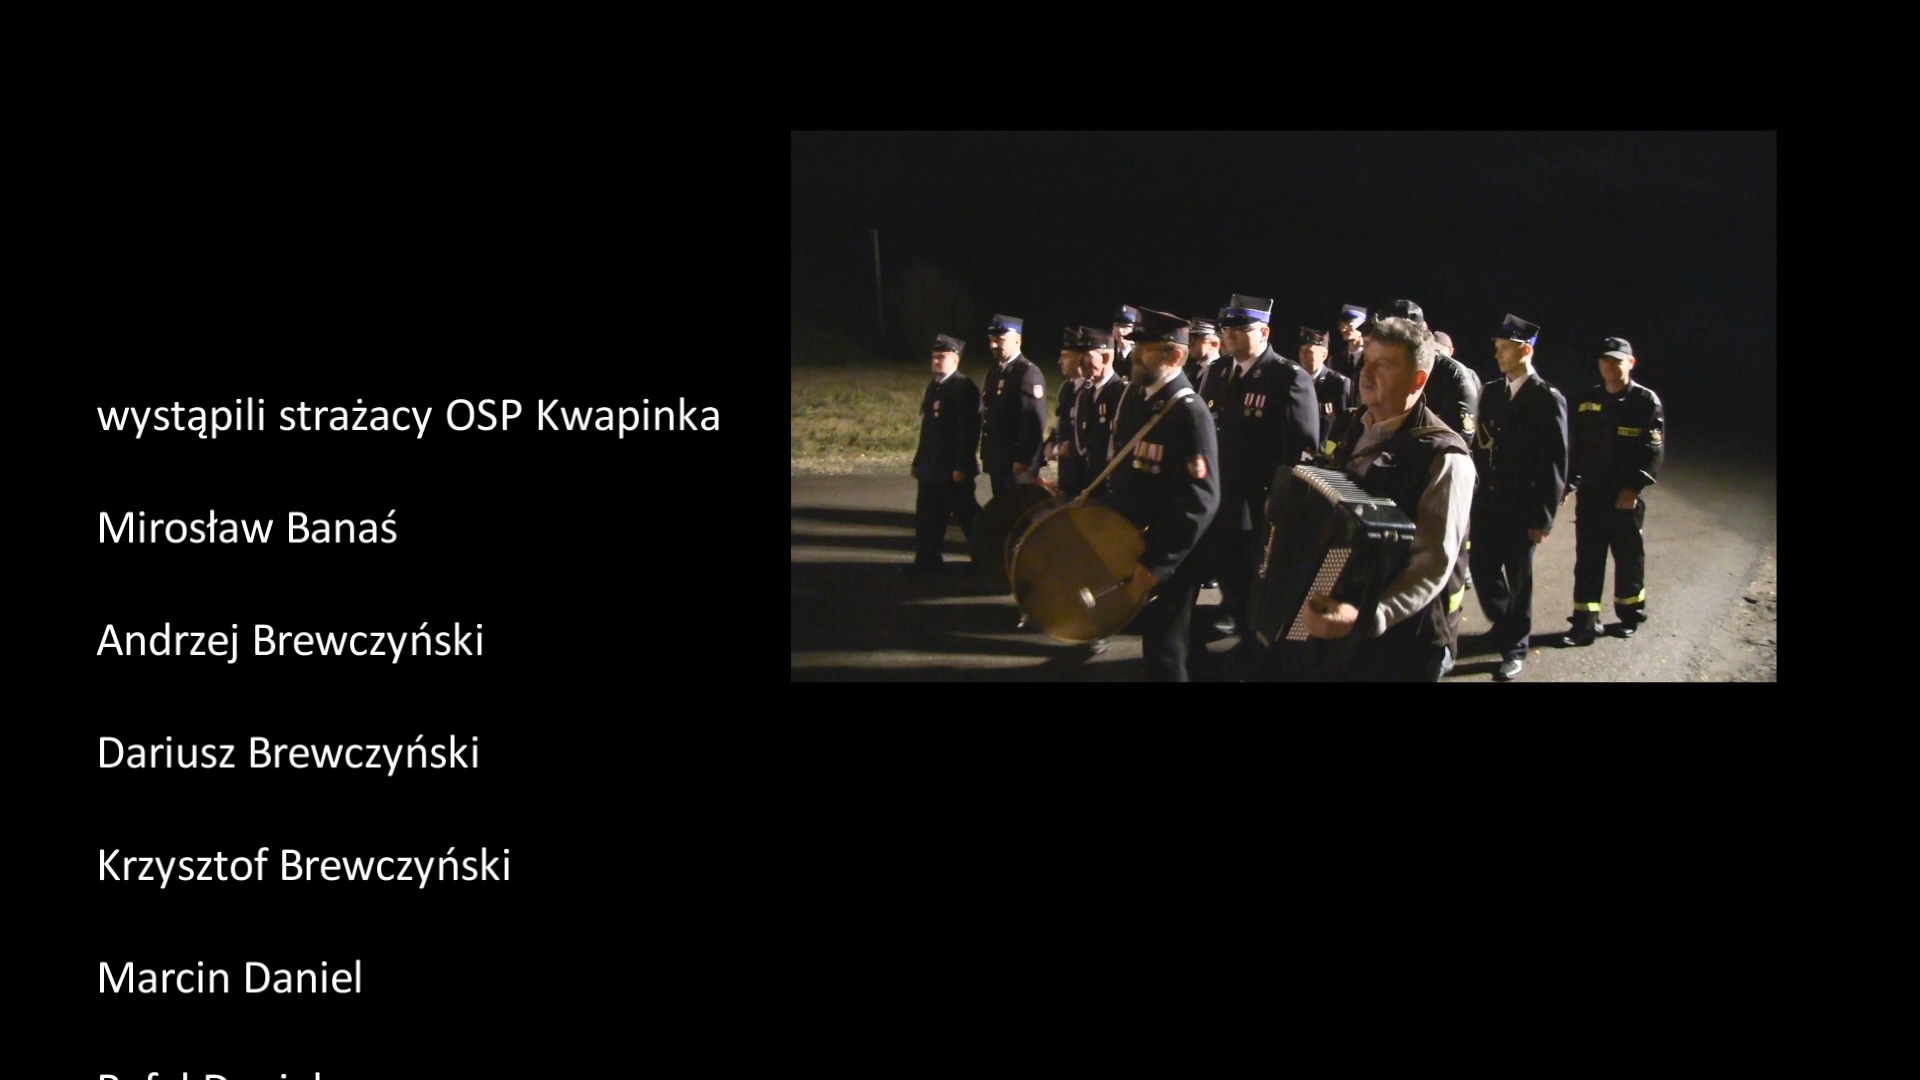 wystąpili strażacy OSP Kwapinka
Mirosław Banaś
Andrzej Brewczyński
Dariusz Brewczyński
Krzysztof Brewczyński
Marcin Daniel